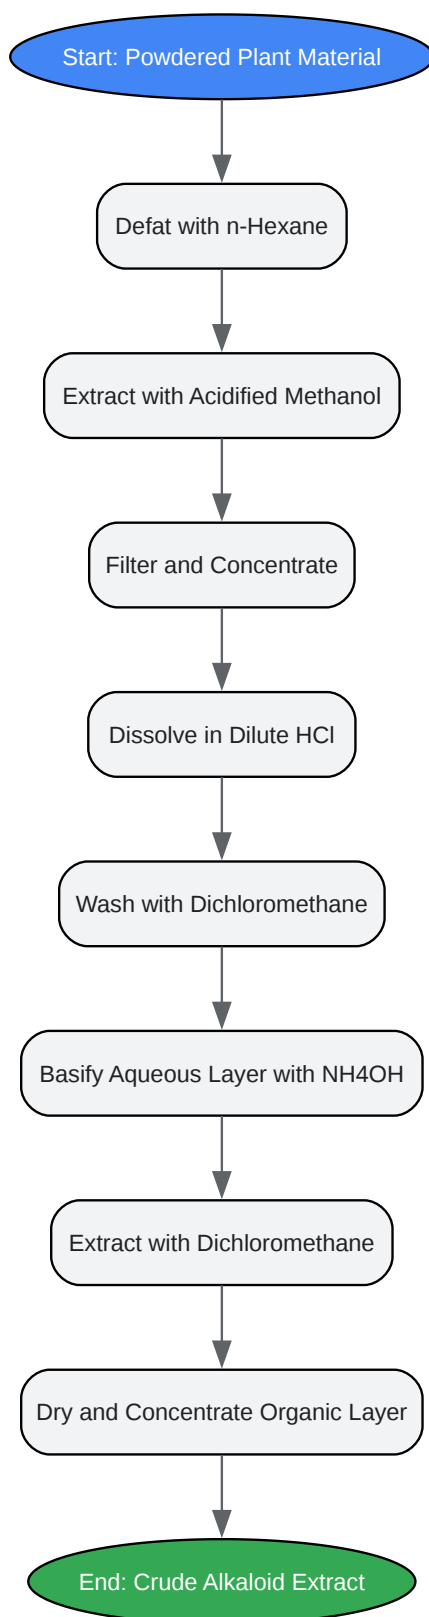 Start: Powdered Plant Material
Defat with n-Hexane
Extract with Acidified Methanol
Filter and Concentrate
Dissolve in Dilute HCl
Wash with Dichloromethane
Basify Aqueous Layer with NH4OH
Extract with Dichloromethane
Dry and Concentrate Organic Layer
End: Crude Alkaloid Extract